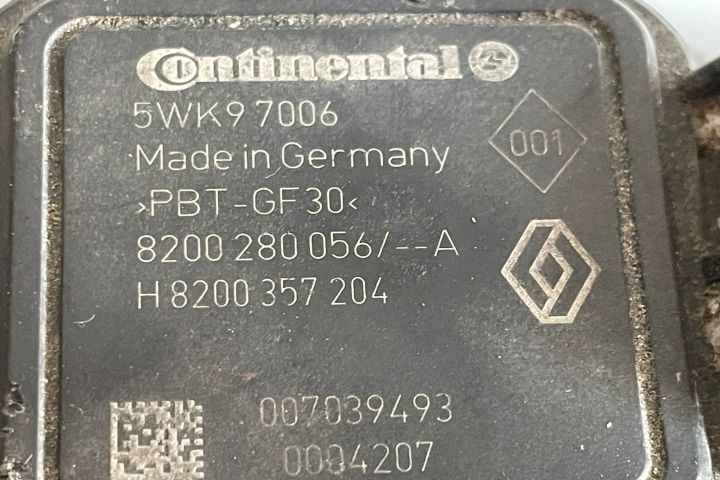 Continental
5WK9 7006
001
Made in Germany
>PBT-GF30<
8200 280 056/--A
H 8200 357 204
007039493
0004207